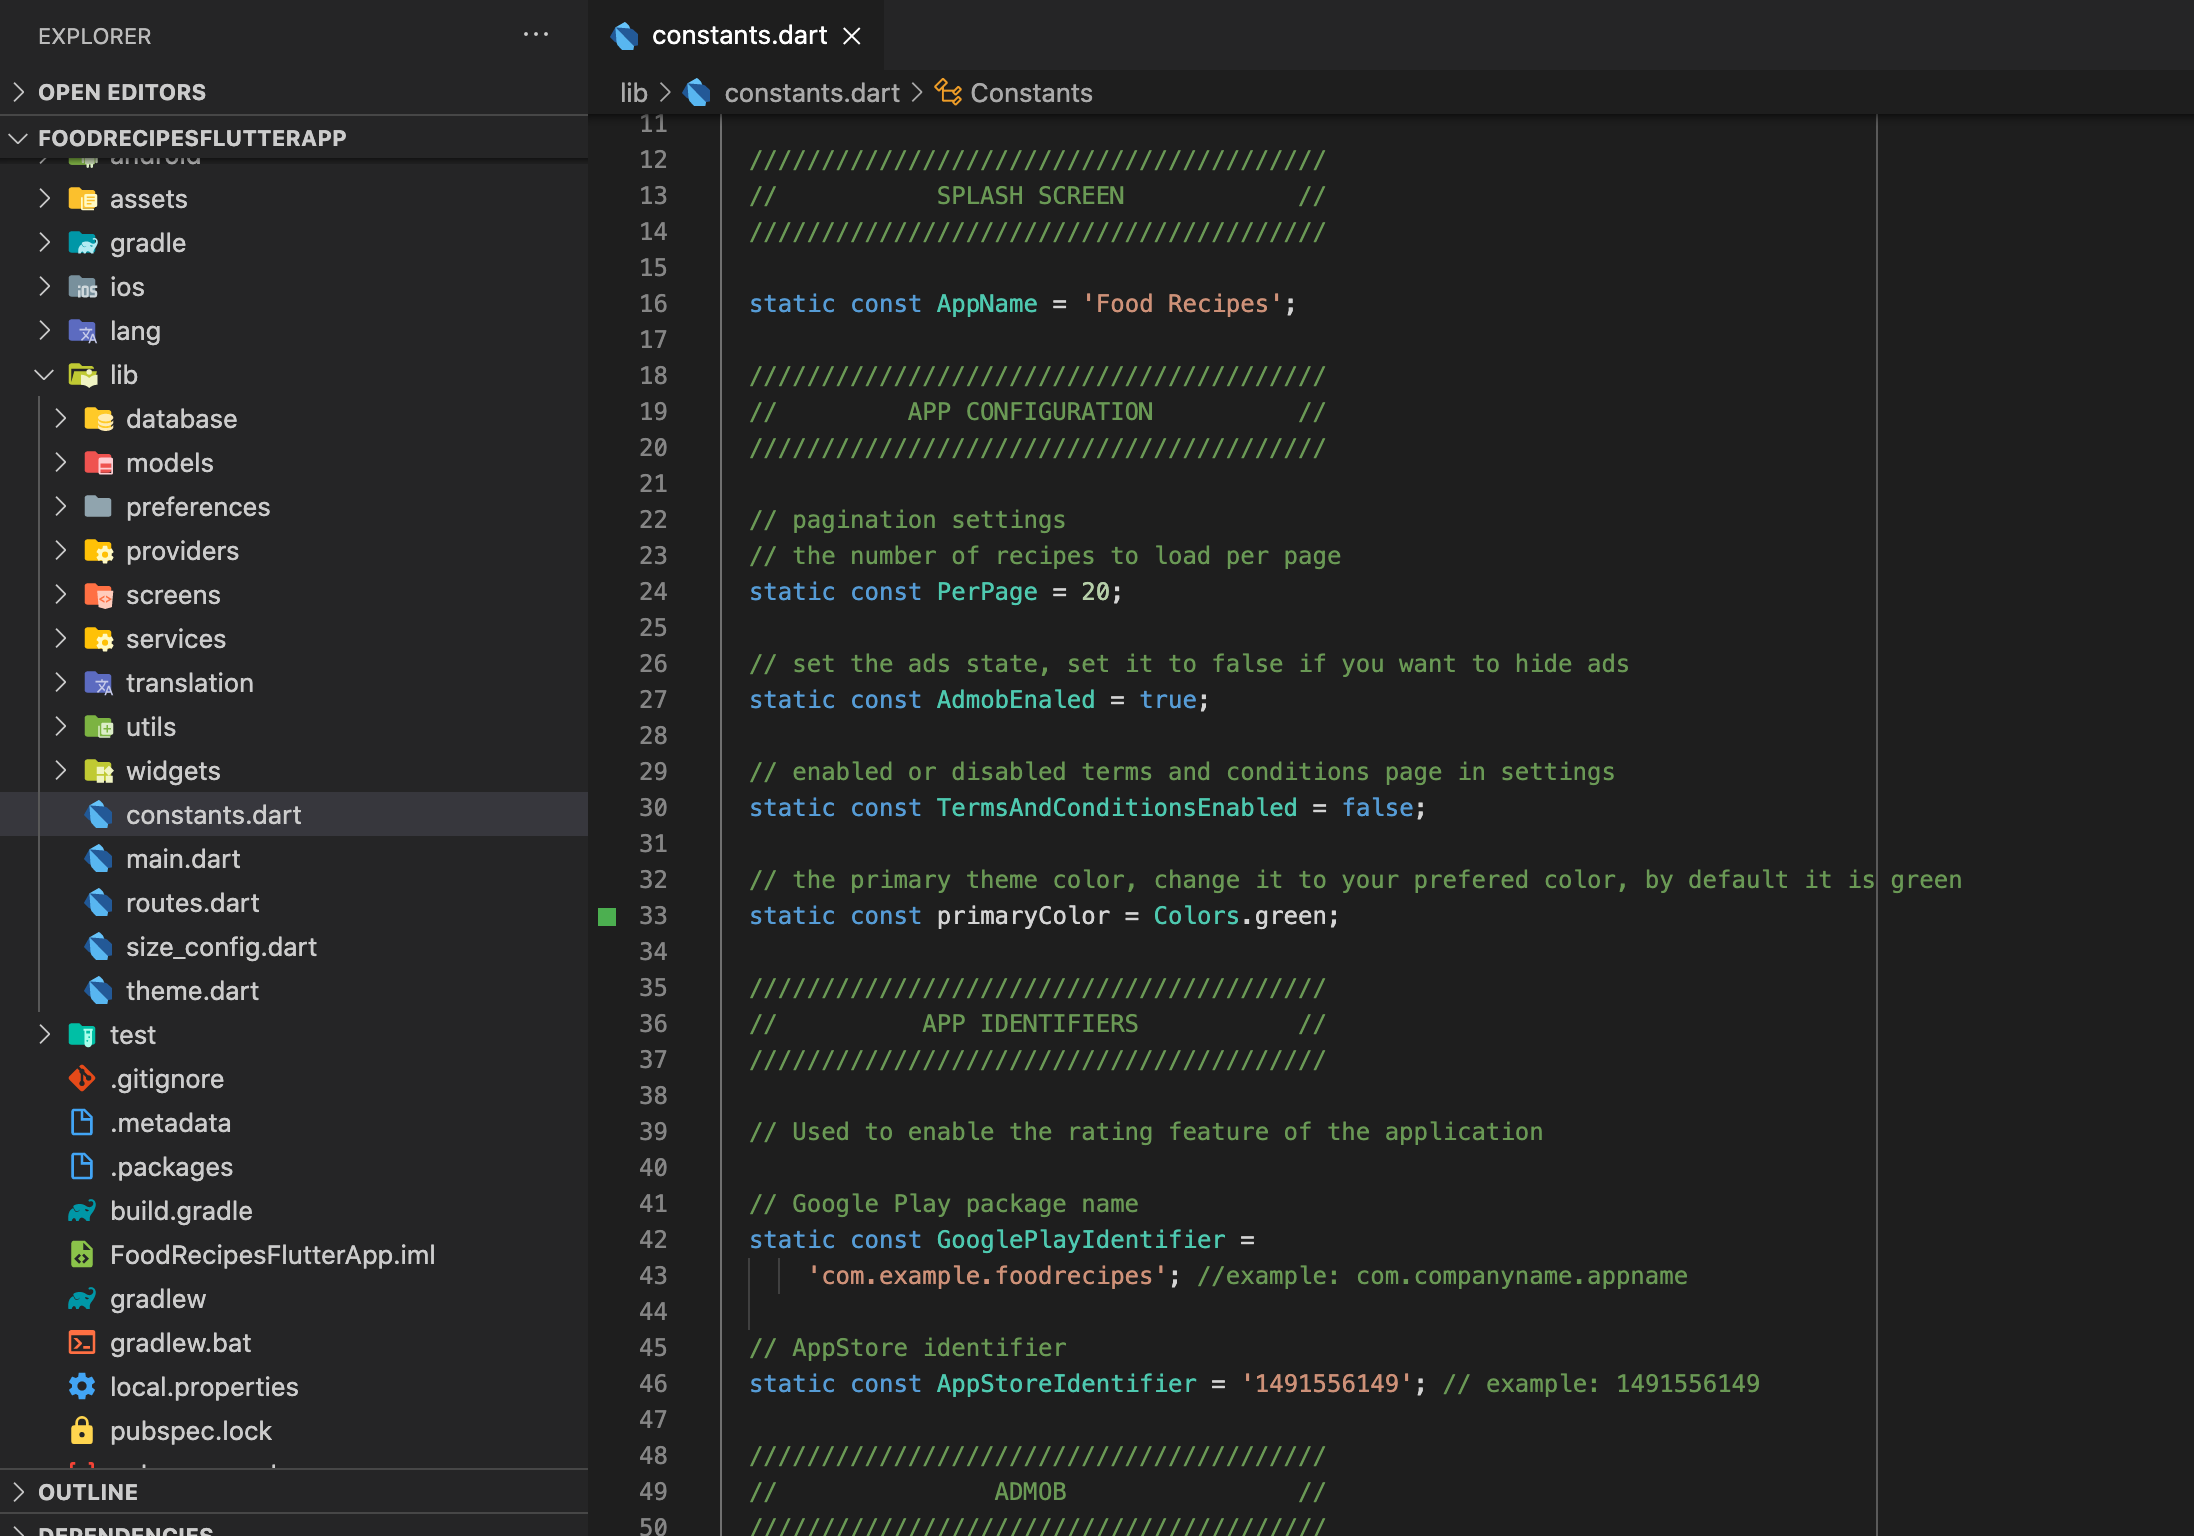 EXPLORER
OPEN EDITORS
FOODRECIPESFLUTTERAPP
android
assets
gradle
ios
lang
lib
database
models
preferences
providers
screens
services
translation
utils
widgets
constants.dart
main.dart
routes.dart
size_config.dart
theme.dart
test
.gitignore
.metadata
.packages
build.gradle
FoodRecipesFlutterApp.iml
gradlew
gradlew.bat
local.properties
pubspec.lock
OUTLINE
DEPENDENCIES
constants.dart
lib > constants.dart > Constants
11
12 ////////////////////////////////////////
13 //           SPLASH SCREEN            //
14 ////////////////////////////////////////
15
16 static const AppName = 'Food Recipes';
17
18 ////////////////////////////////////////
19 //         APP CONFIGURATION          //
20 ////////////////////////////////////////
21
22 // pagination settings
23 // the number of recipes to load per page
24 static const PerPage = 20;
25
26 // set the ads state, set it to false if you want to hide ads
27 static const AdmobEnaled = true;
28
29 // enabled or disabled terms and conditions page in settings
30 static const TermsAndConditionsEnabled = false;
31
32 // the primary theme color, change it to your prefered color, by default it is green
33 static const primaryColor = Colors.green;
34
35 ////////////////////////////////////////
36 //          APP IDENTIFIERS           //
37 ////////////////////////////////////////
38
39 // Used to enable the rating feature of the application
40
41 // Google Play package name
42 static const GooglePlayIdentifier =
43     'com.example.foodrecipes'; //example: com.companyname.appname
44
45 // AppStore identifier
46 static const AppStoreIdentifier = '1491556149'; // example: 1491556149
47
48 ////////////////////////////////////////
49 //               ADMOB                //
50 ////////////////////////////////////////